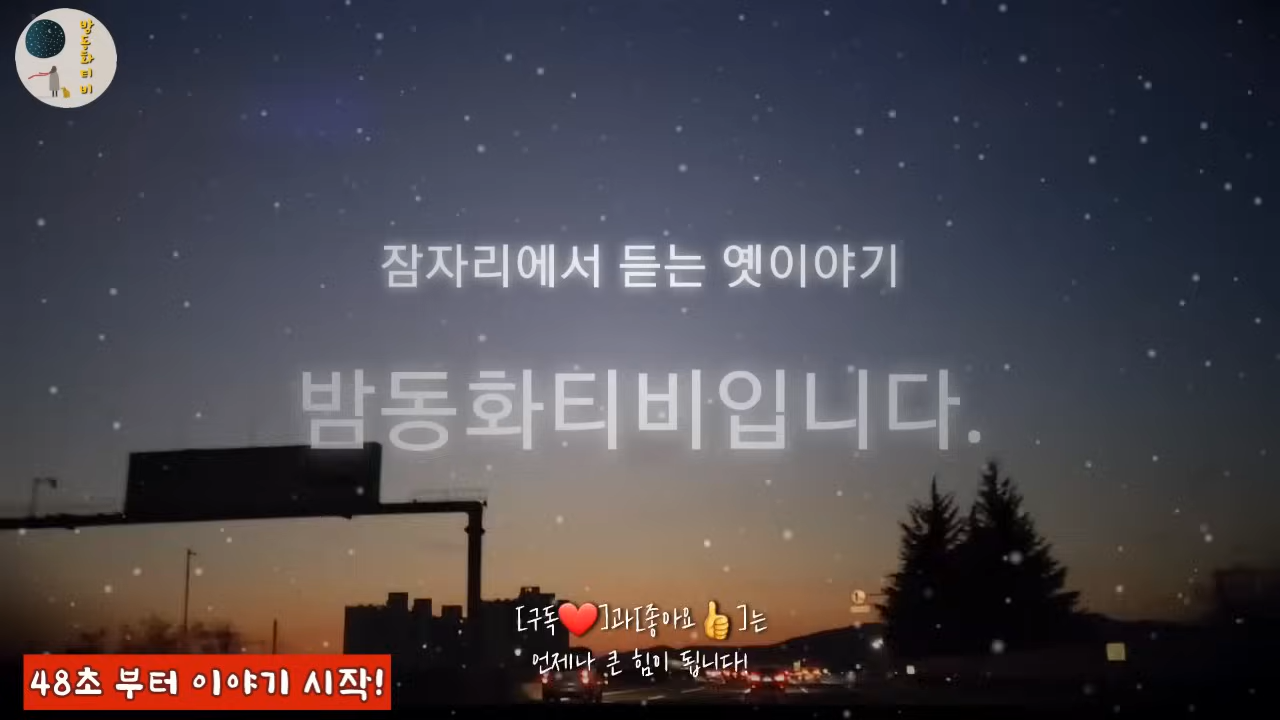 밤동화티비
잠자리에서 듣는 옛이야기
밤동화티비입니다.
[구독❤️]과[좋아요👍]는
언제나 큰 힘이 됩니다!
48초 부터 이야기 시작!